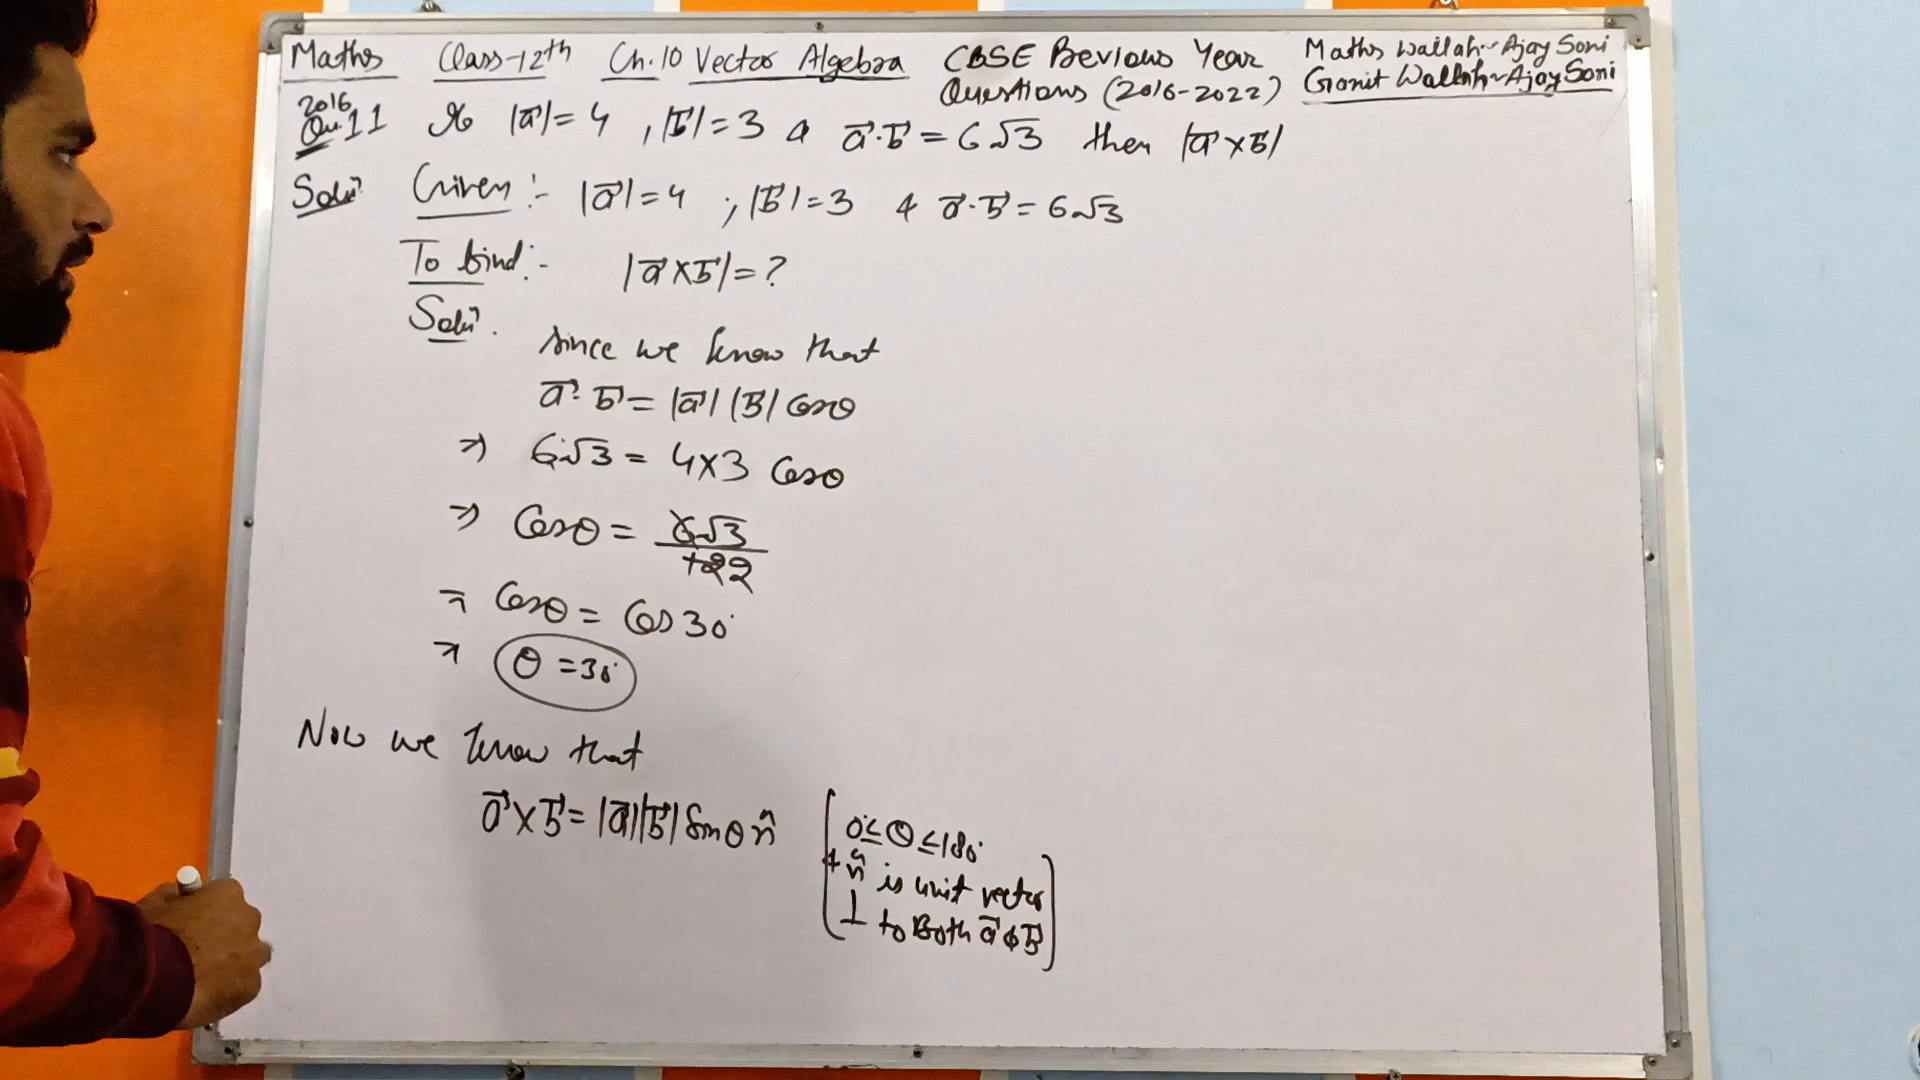 Maths Class-12th Ch.10 Vector Algebra CBSE Previous Year Questions (2016-2022)
Maths Wallah~Ajay Soni
Ganit Wallah~Ajay Soni
2016
Qu.11 If |a⃗|=4 , |b⃗|=3 & a⃗·b⃗=6√3 then |a⃗×b⃗|
Solⁿ. Given :- |a⃗|=4 ; |b⃗|=3 & a⃗·b⃗=6√3
To find:- |a⃗×b⃗|=?
Solⁿ.
since we know that
a⃗·b⃗=|a⃗||b⃗|cosθ
⇒ 6√3 = 4×3 Cosθ
⇒ Cosθ = 6√3/12 2
⇒ Cosθ = Cos 30°
⇒ θ = 30°
Now we know that
a⃗×b⃗=|a⃗||b⃗| Sinθ n̂
0°≤θ≤180°
& n̂ is unit vector
⊥ to Both a⃗ & b⃗